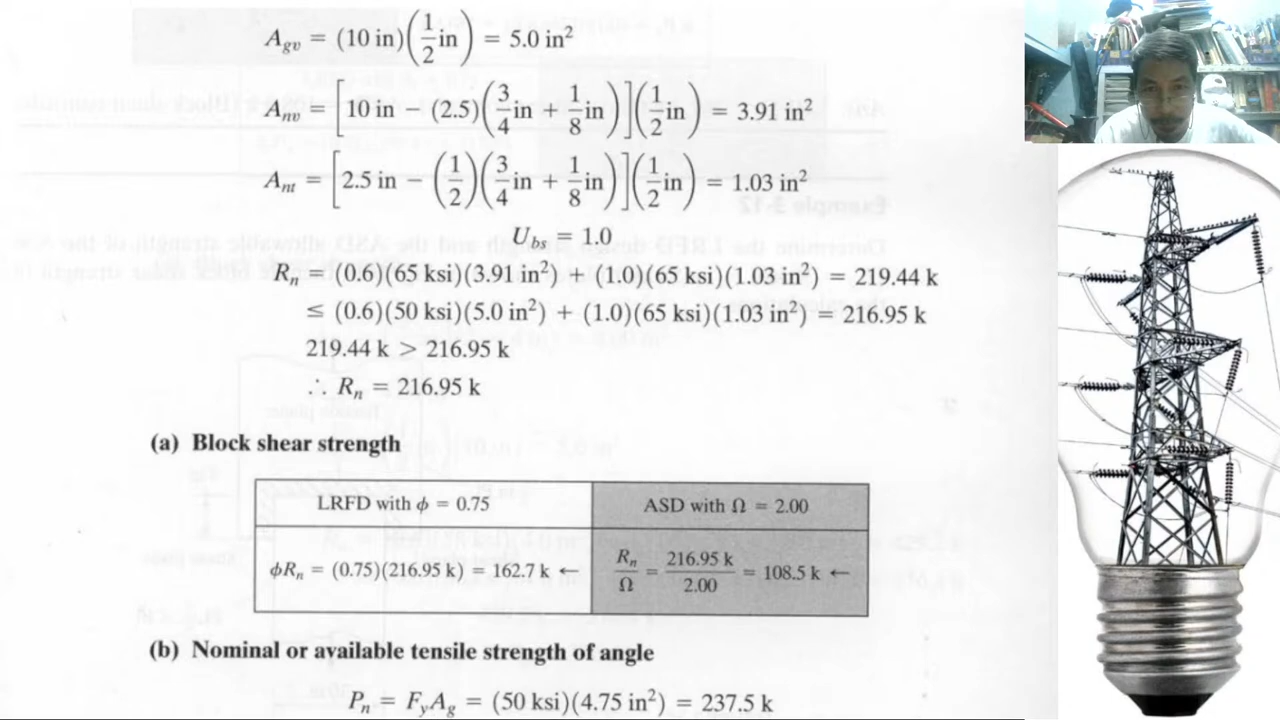 A_gv = (10 in)(1/2 in) = 5.0 in²
A_nv = [10 in − (2.5)(3/4 in + 1/8 in)](1/2 in) = 3.91 in²
A_nt = [2.5 in − (1/2)(3/4 in + 1/8 in)](1/2 in) = 1.03 in²
U_bs = 1.0
R_n = (0.6)(65 ksi)(3.91 in²) + (1.0)(65 ksi)(1.03 in²) = 219.44 k
≤ (0.6)(50 ksi)(5.0 in²) + (1.0)(65 ksi)(1.03 in²) = 216.95 k
219.44 k > 216.95 k
∴ R_n = 216.95 k
(a) Block shear strength
LRFD with ϕ = 0.75
ASD with Ω = 2.00
ϕR_n = (0.75)(216.95 k) = 162.7 k ←
R_n/Ω = 216.95 k/2.00 = 108.5 k ←
(b) Nominal or available tensile strength of angle
P_n = F_yA_g = (50 ksi)(4.75 in²) = 237.5 k